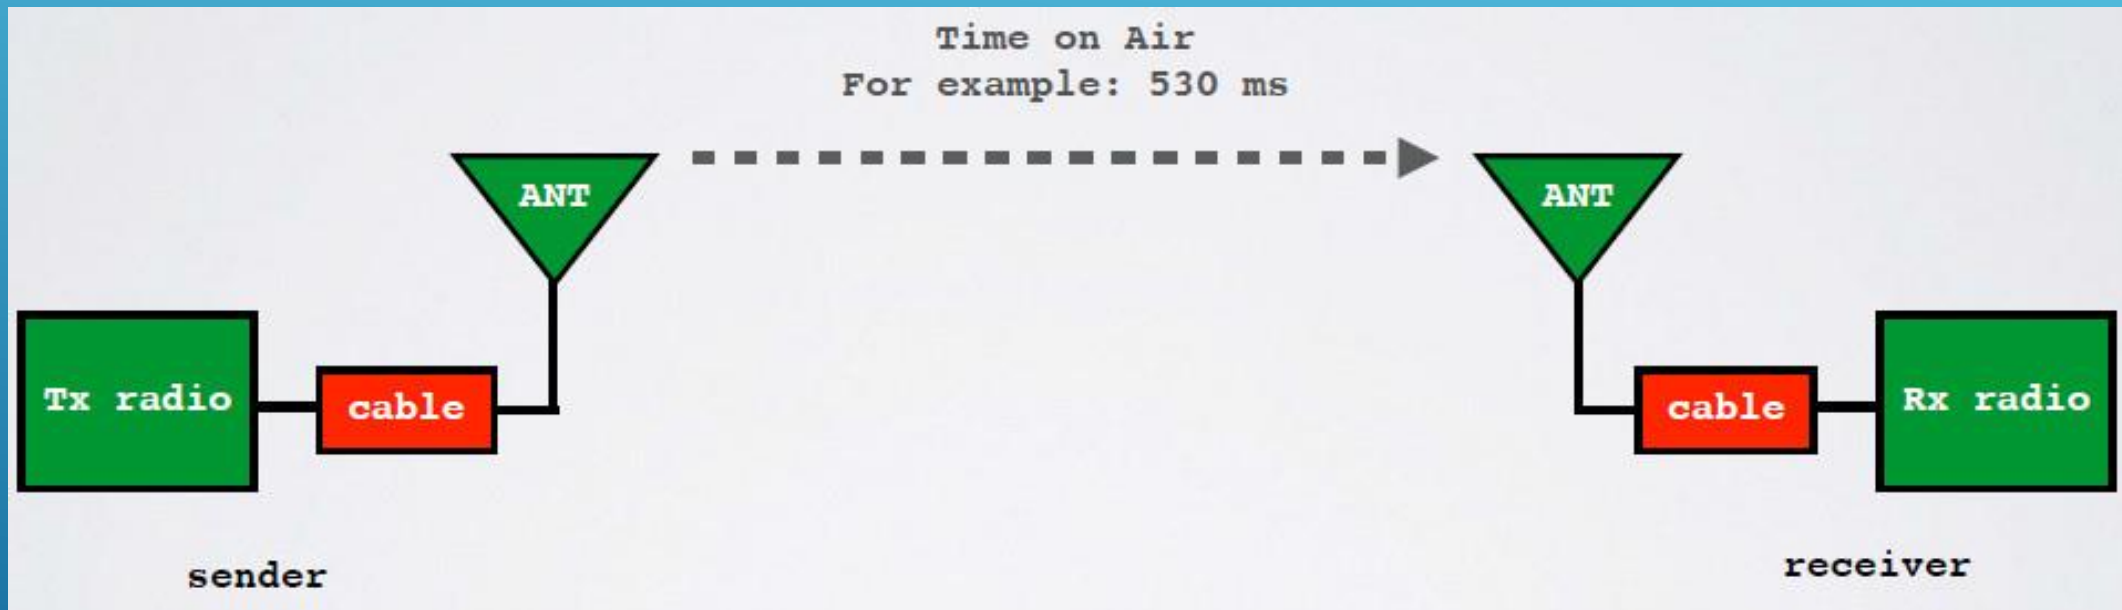 Time on Air
For example: 530 ms
ANT
ANT
Tx radio
cable
cable
Rx radio
sender
receiver